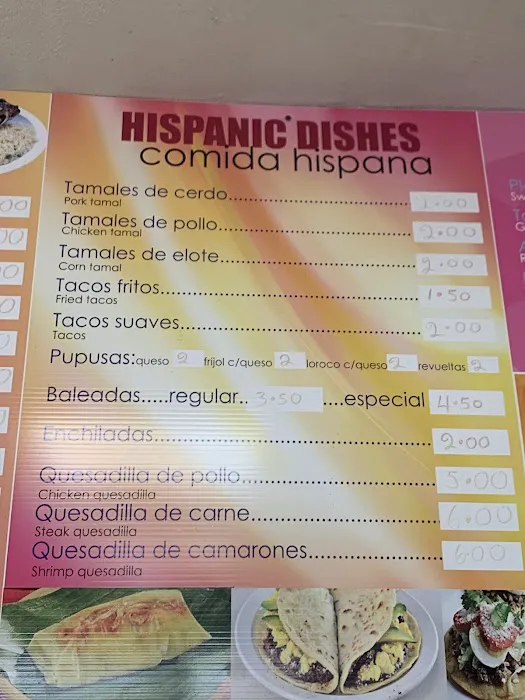 HISPANIC DISHES
comida hispana
Tamales de cerdo
Pork tamal
Tamales de pollo 2.00
Chicken tamal
Tamales de elote 2.00
Corn tamal
Tacos fritos 1.50
Fried tacos
Tacos suaves 2.00
Tacos
Pupusas: queso 2 frijol c/queso 2 loroco c/queso 2 revueltas 2
Baleadas.....regular.. 3.50 ....especial 4.50
Enchiladas 2.00
Quesadilla de pollo 5.00
Chicken quesadilla
Quesadilla de carne 6.00
Steak quesadilla
Quesadilla de camarones 6.00
Shrimp quesadilla